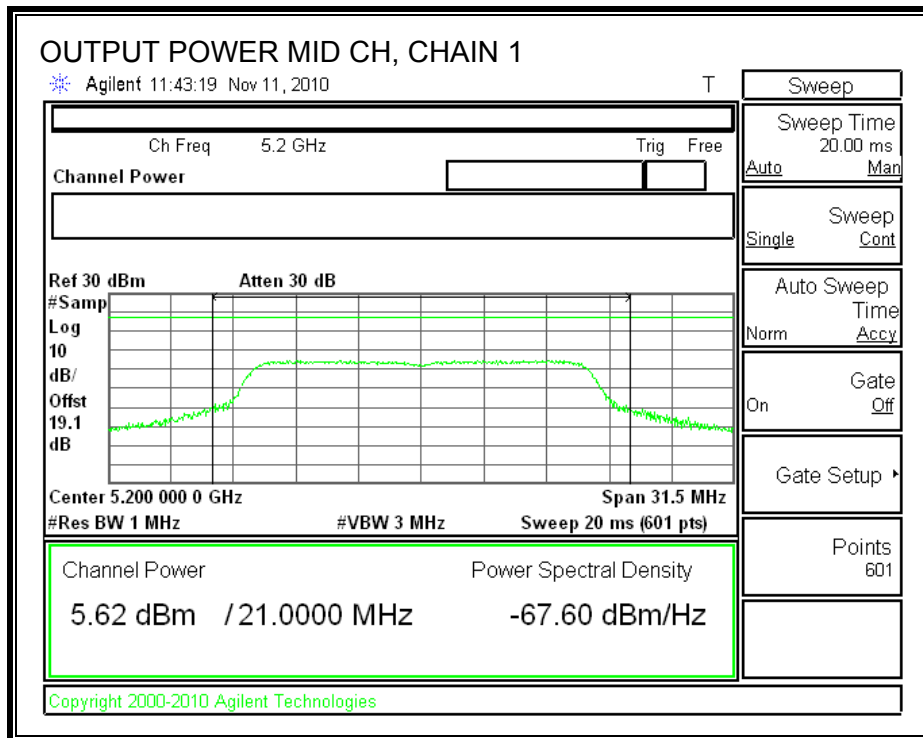 OUTPUT POWER MID CH, CHAIN 1
Agilent 11:43:19 Nov 11, 2010 T
Ch Freq 5.2 GHz Trig Free
Channel Power
Ref 30 dBm Atten 30 dB
#Samp
Log
10
dB/
Offst
19.1
dB
Center 5.200 000 0 GHz Span 31.5 MHz
#Res BW 1 MHz #VBW 3 MHz Sweep 20 ms (601 pts)
Channel Power Power Spectral Density
5.62 dBm /21.0000 MHz -67.60 dBm/Hz
Copyright 2000-2010 Agilent Technologies
Sweep
Sweep Time
20.00 ms
Auto Man
Sweep
Single Cont
Auto Sweep
Time
Norm Accy
Gate
On Off
Gate Setup
Points
601